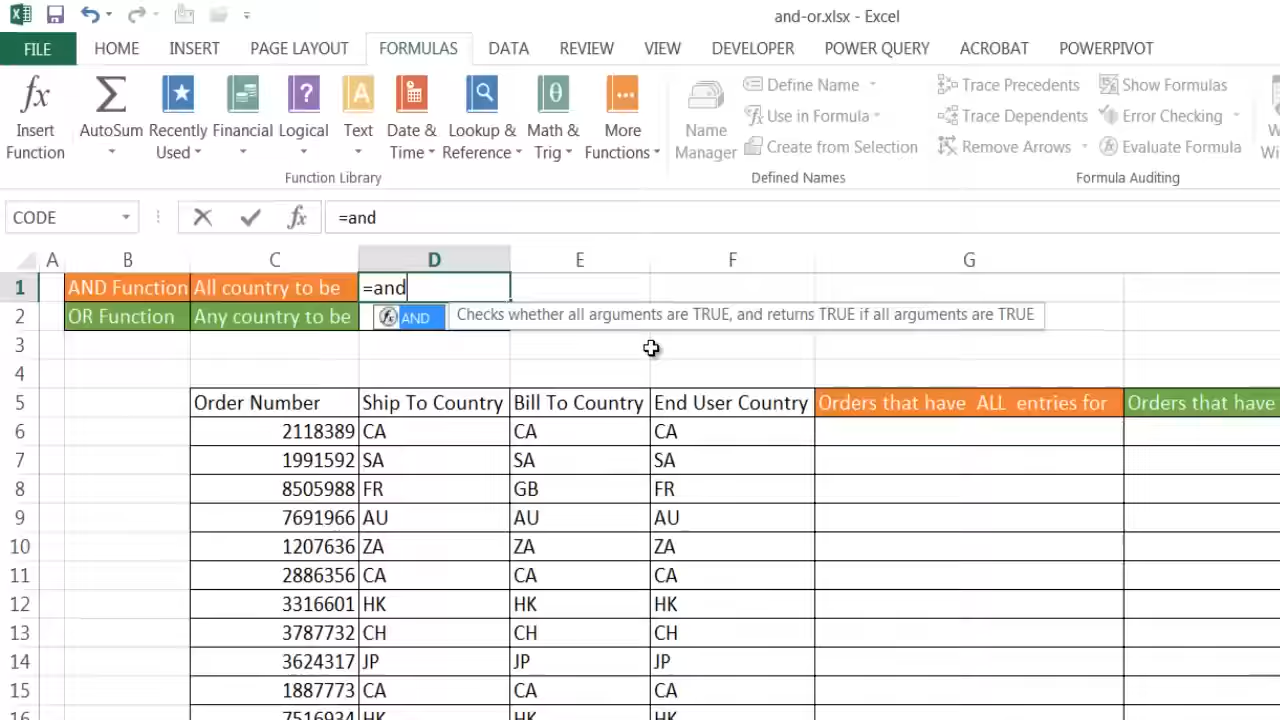 and-or.xlsx - Excel
FILE HOME INSERT PAGE LAYOUT FORMULAS DATA REVIEW VIEW DEVELOPER POWER QUERY ACROBAT POWERPIVOT
fx Σ A ? θ
Insert Function
AutoSum
Recently Used
Financial
Logical
Text
Date & Time
Lookup & Reference
Math & Trig
More Functions
Function Library
Name Manager
Define Name
Use in Formula
Create from Selection
Defined Names
Trace Precedents
Trace Dependents
Remove Arrows
Show Formulas
Error Checking
Evaluate Formula
Formula Auditing
CODE fx =and
A B C D E F G
1 AND Function All country to be =and
2 OR Function Any country to be fx AND Checks whether all arguments are TRUE, and returns TRUE if all arguments are TRUE
3
4
5 Order Number Ship To Country Bill To Country End User Country Orders that have ALL entries for Orders that have
6 2118389 CA CA CA
7 1991592 SA SA SA
8 8505988 FR GB FR
9 7691966 AU AU AU
10 1207636 ZA ZA ZA
11 2886356 CA CA CA
12 3316601 HK HK HK
13 3787732 CH CH CH
14 3624317 JP JP JP
15 1887773 CA CA CA
16 7516934 HK HK HK